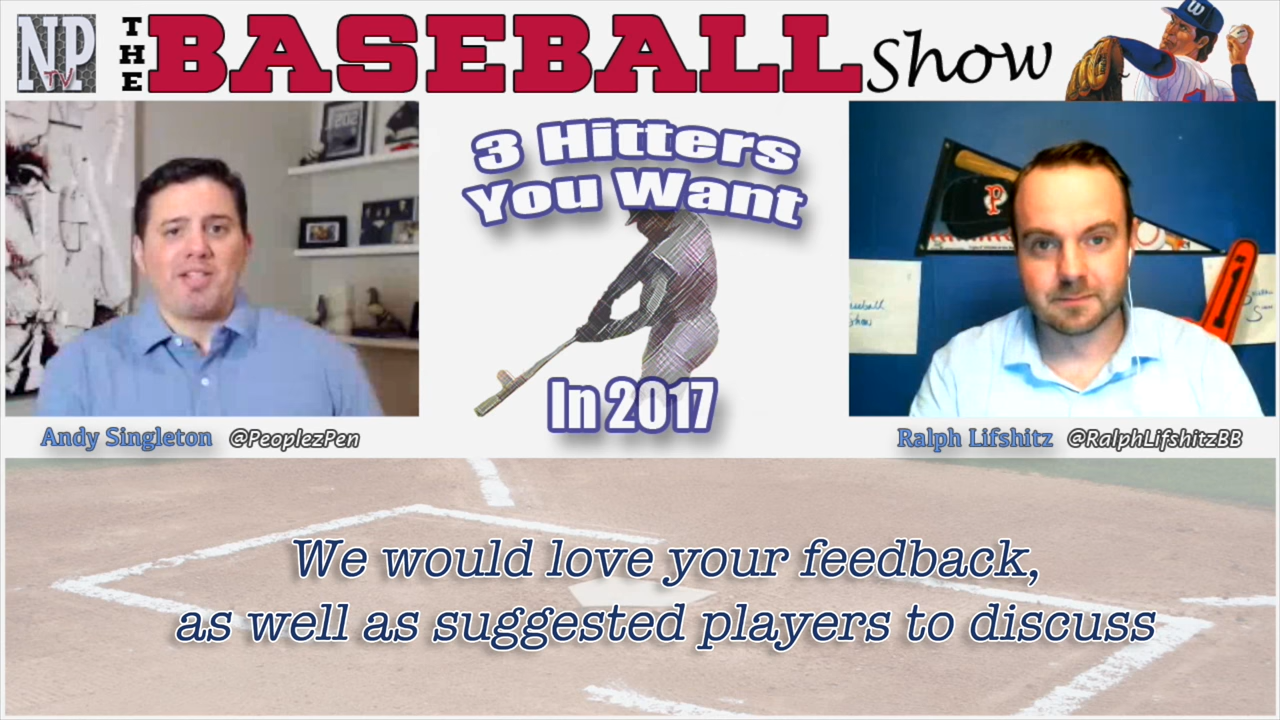 NP
TV
THE BASEBALL Show
W
3 Hitters
You Want
P
1
In 2017
Andy Singleton @PeoplezPen
Ralph Lifshitz @RalphLifshitzBB
We would love your feedback,
as well as suggested players to discuss